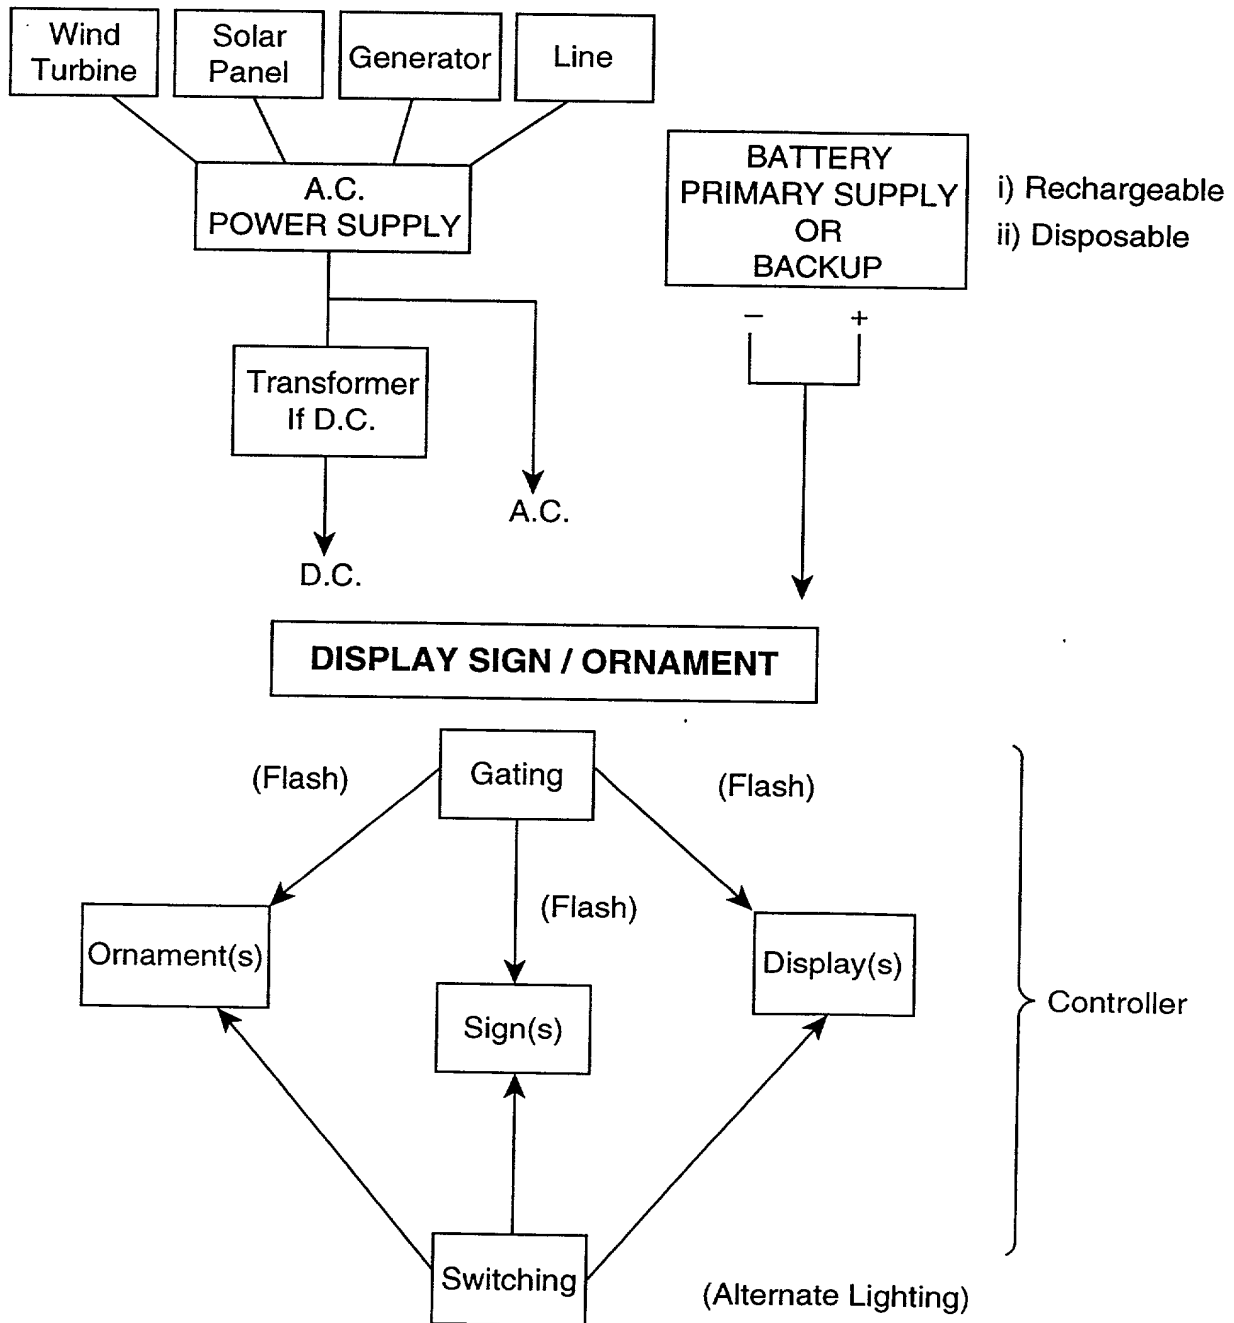 Wind
Turbine
Solar
Panel
Generator
Line
A.C.
POWER SUPPLY
BATTERY
PRIMARY SUPPLY
OR
BACKUP
i) Rechargeable
ii) Disposable
− +
Transformer
If D.C.
A.C.
D.C.
DISPLAY SIGN / ORNAMENT
(Flash)
Gating
(Flash)
(Flash)
Ornament(s)
Display(s)
Sign(s)
Controller
Switching
(Alternate Lighting)